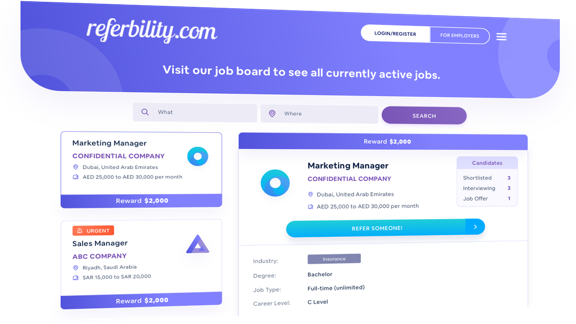 referbility.com
LOGIN/REGISTER
FOR EMPLOYERS
Visit our job board to see all currently active jobs.
What
Where
SEARCH
Marketing Manager
CONFIDENTIAL COMPANY
Dubai, United Arab Emirates
AED 25,000 to AED 30,000 per month
Reward $2,000
URGENT
Sales Manager
ABC COMPANY
Riyadh, Saudi Arabia
SAR 15,000 to SAR 20,000
Reward $2,000
Reward $2,000
Marketing Manager
CONFIDENTIAL COMPANY
Dubai, United Arab Emirates
AED 25,000 to AED 30,000 per month
Candidates
Shortlisted 3
Interviewing 3
Job Offer 1
REFER SOMEONE!
Industry: Insurance
Degree: Bachelor
Job Type: Full-time (unlimited)
Career Level: C Level